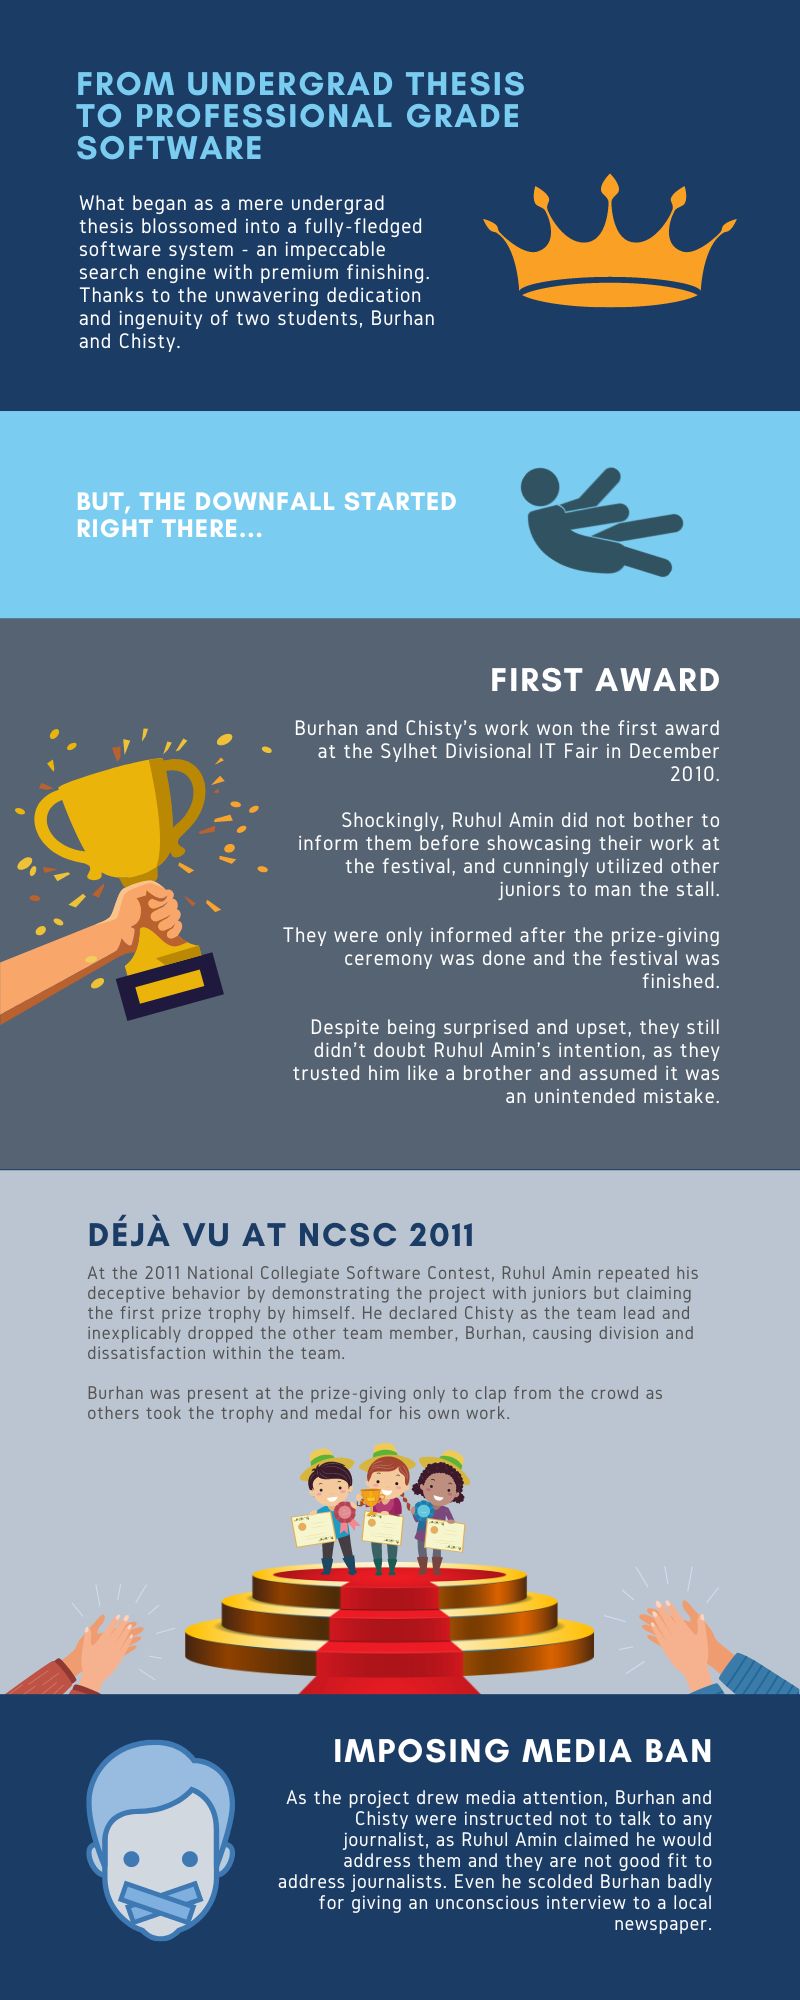 FROM UNDERGRAD THESIS
TO PROFESSIONAL GRADE
SOFTWARE
What began as a mere undergrad
thesis blossomed into a fully-fledged
software system - an impeccable
search engine with premium finishing.
Thanks to the unwavering dedication
and ingenuity of two students, Burhan
and Chisty.
BUT, THE DOWNFALL STARTED
RIGHT THERE...
FIRST AWARD
Burhan and Chisty's work won the first award
at the Sylhet Divisional IT Fair in December
2010.
Shockingly, Ruhul Amin did not bother to
inform them before showcasing their work at
the festival, and cunningly utilized other
juniors to man the stall.
They were only informed after the prize-giving
ceremony was done and the festival was
finished.
Despite being surprised and upset, they still
didn't doubt Ruhul Amin's intention, as they
trusted him like a brother and assumed it was
an unintended mistake.
DÉJÀ VU AT NCSC 2011
At the 2011 National Collegiate Software Contest, Ruhul Amin repeated his
deceptive behavior by demonstrating the project with juniors but claiming
the first prize trophy by himself. He declared Chisty as the team lead and
inexplicably dropped the other team member, Burhan, causing division and
dissatisfaction within the team.
Burhan was present at the prize-giving only to clap from the crowd as
others took the trophy and medal for his own work.
IMPOSING MEDIA BAN
As the project drew media attention, Burhan and
Chisty were instructed not to talk to any
journalist, as Ruhul Amin claimed he would
address them and they are not good fit to
address journalists. Even he scolded Burhan badly
for giving an unconscious interview to a local
newspaper.